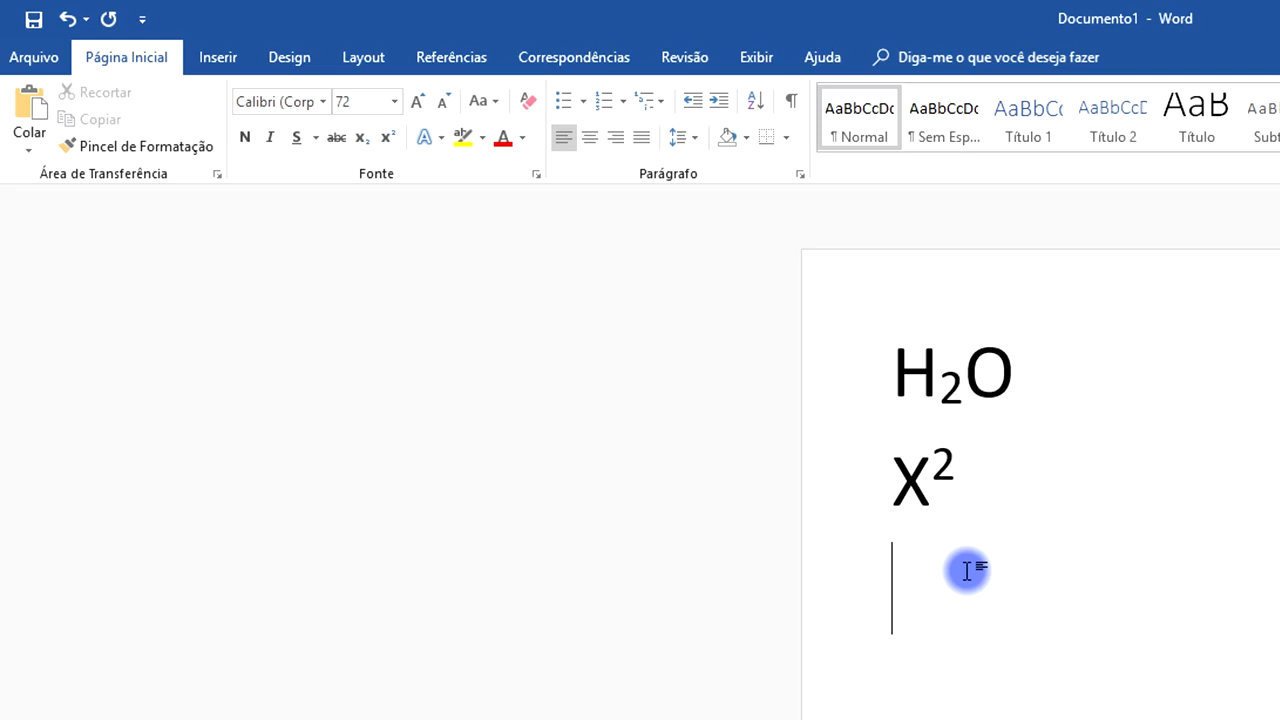 Documento1 - Word
Arquivo Página Inicial Inserir Design Layout Referências Correspondências Revisão Exibir Ajuda Diga-me o que você deseja fazer
Colar
Recortar
Copiar
Pincel de Formatação
Área de Transferência
Calibri (Corp 72 Aa
N I S abc x₂ x² A A
Fonte
Parágrafo
AaBbCcDc AaBbCcDc AaBbCc AaBbCcD AaB AaBb
¶ Normal ¶ Sem Esp... Título 1 Título 2 Título Subt
H₂O
X²